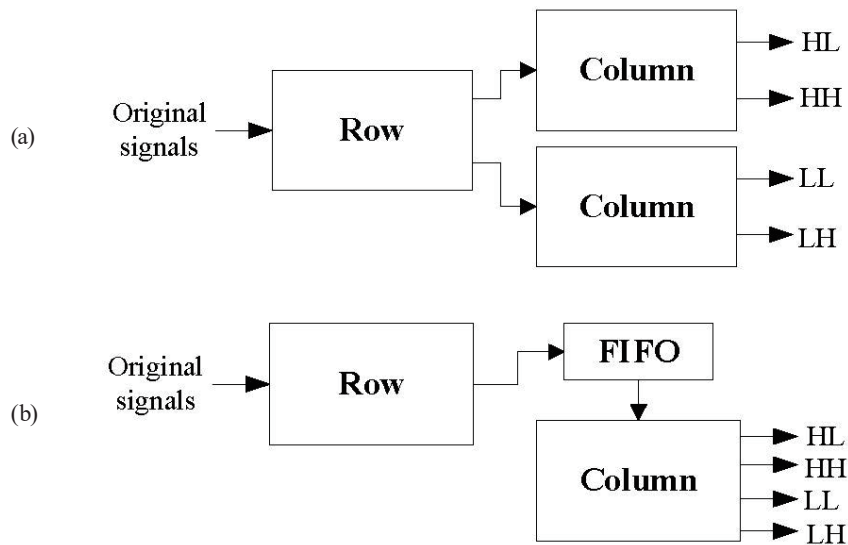 (a)
Original
signals
Row
Column
HL
HH
Column
LL
LH
(b)
Original
signals
Row
FIFO
Column
HL
HH
LL
LH